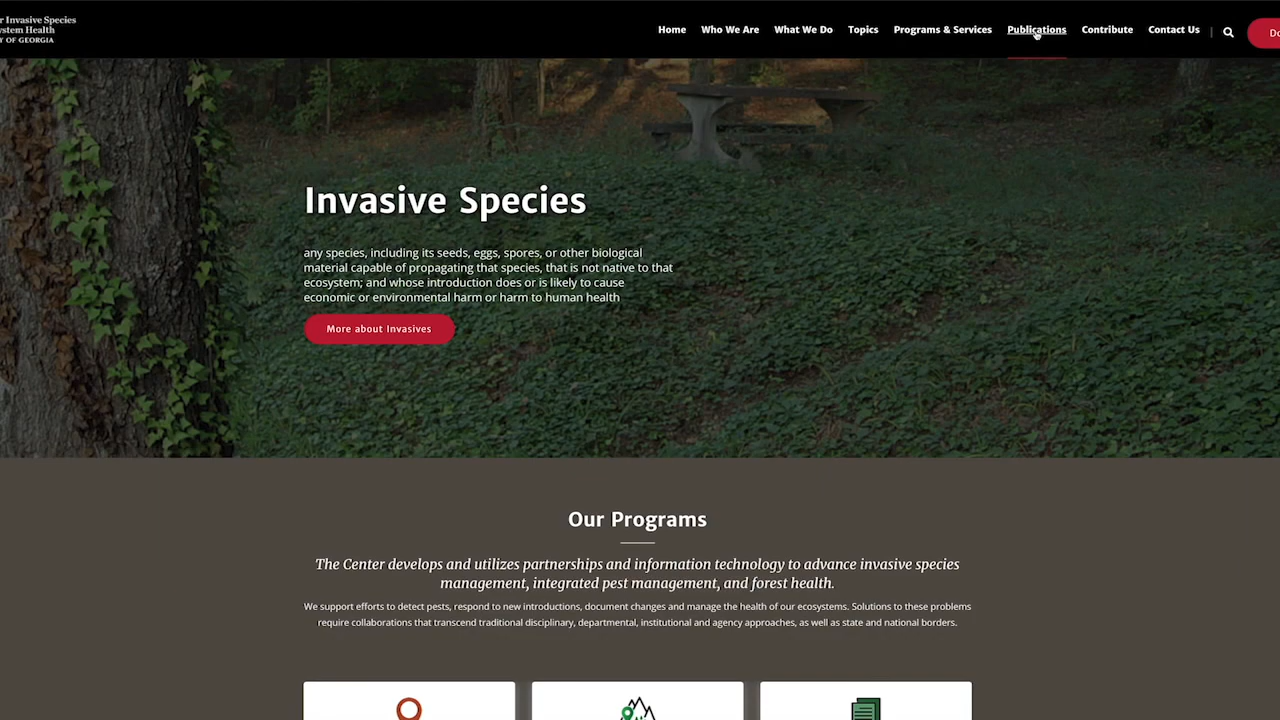 r Invasive Species
ystem Health
Y OF GEORGIA
Home Who We Are What We Do Topics Programs & Services Publications Contribute Contact Us | Do
Invasive Species
any species, including its seeds, eggs, spores, or other biological
material capable of propagating that species, that is not native to that
ecosystem; and whose introduction does or is likely to cause
economic or environmental harm or harm to human health
More about Invasives
Our Programs
The Center develops and utilizes partnerships and information technology to advance invasive species
management, integrated pest management, and forest health.
We support efforts to detect pests, respond to new introductions, document changes and manage the health of our ecosystems. Solutions to these problems
require collaborations that transcend traditional disciplinary, departmental, institutional and agency approaches, as well as state and national borders.